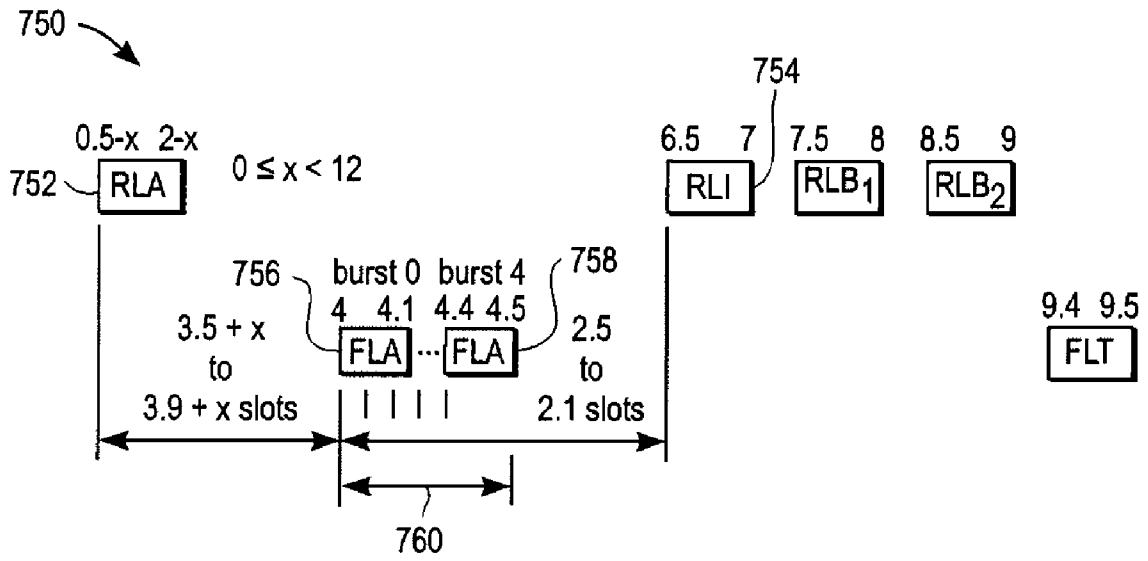 750
754
0.5-x 2-x
0 ≤ x < 12
6.5 7 7.5 8 8.5 9
752 RLA
RLI RLB1 RLB2
756 burst 0 burst 4 758
4 4.1 4.4 4.5
9.4 9.5
3.5 + x
to
3.9 + x slots
FLA ... FLA
2.5
to
2.1 slots
FLT
760